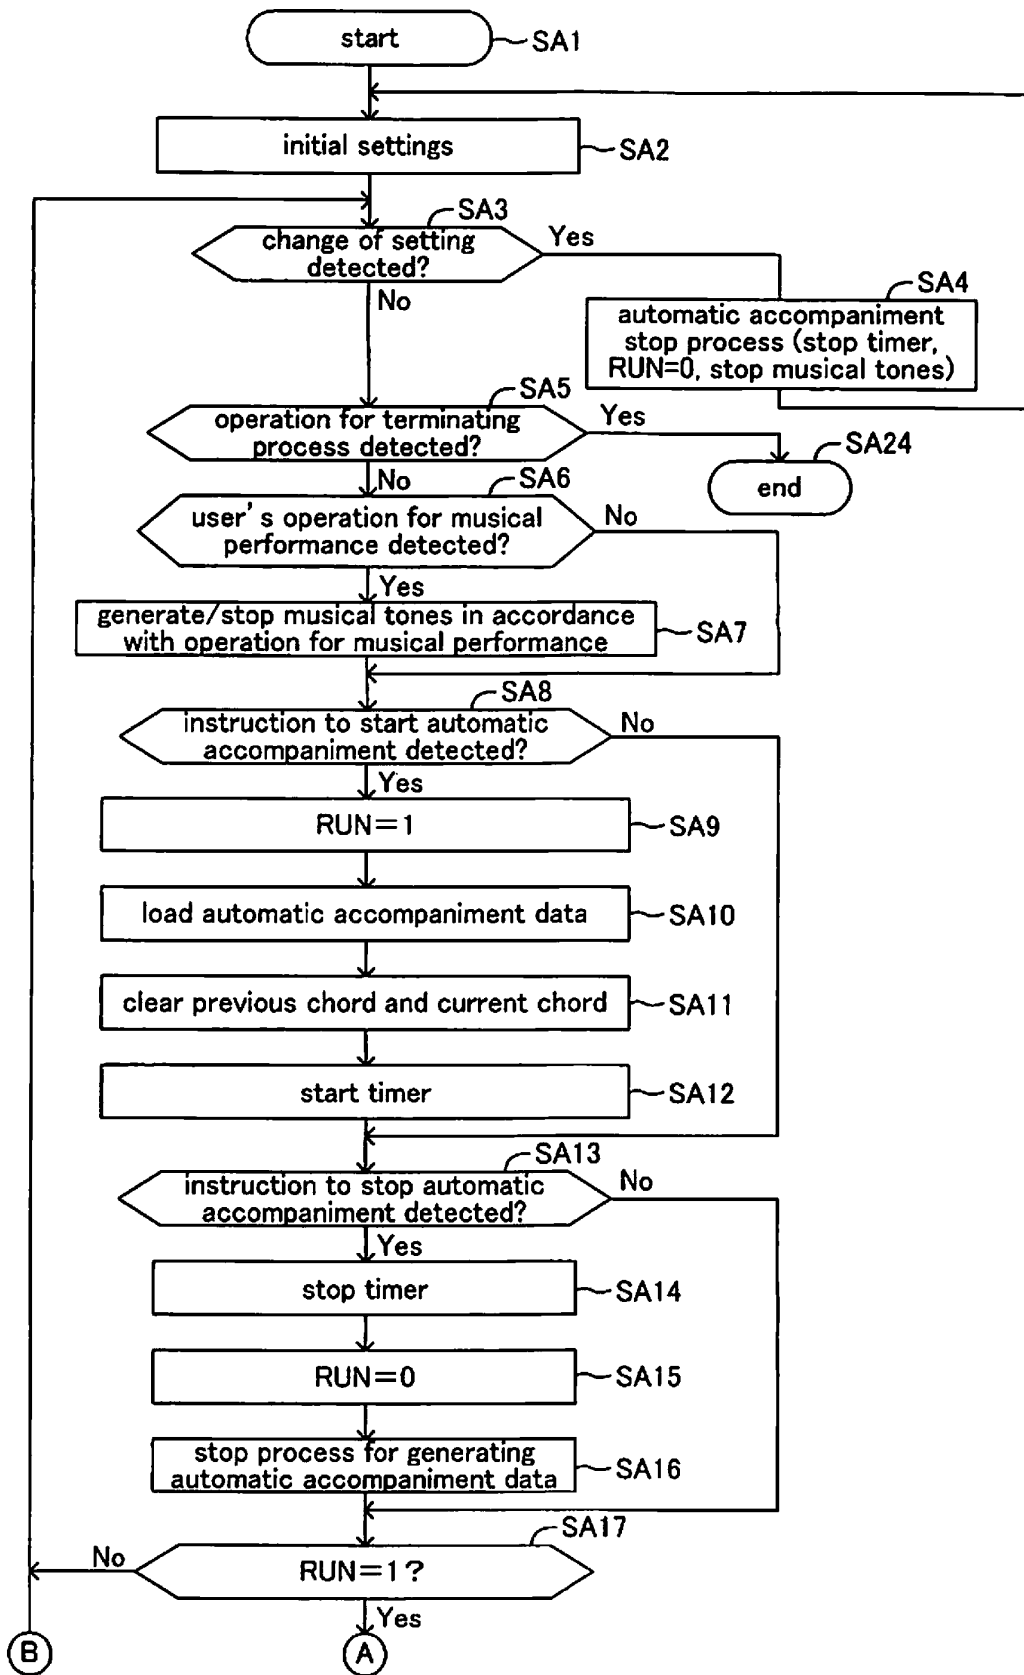 start
SA1
initial settings
SA2
SA3
change of setting
detected?
Yes
No
SA4
automatic accompaniment
stop process (stop timer,
RUN=0, stop musical tones)
SA5
operation for terminating
process detected?
Yes
No
SA24
end
SA6
user's operation for musical
performance detected?
No
Yes
generate/stop musical tones in accordance
with operation for musical performance
SA7
SA8
instruction to start automatic
accompaniment detected?
No
Yes
RUN=1
SA9
load automatic accompaniment data
SA10
clear previous chord and current chord
SA11
start timer
SA12
SA13
instruction to stop automatic
accompaniment detected?
No
Yes
stop timer
SA14
RUN=0
SA15
stop process for generating
automatic accompaniment data
SA16
SA17
No
RUN=1?
Yes
B
A